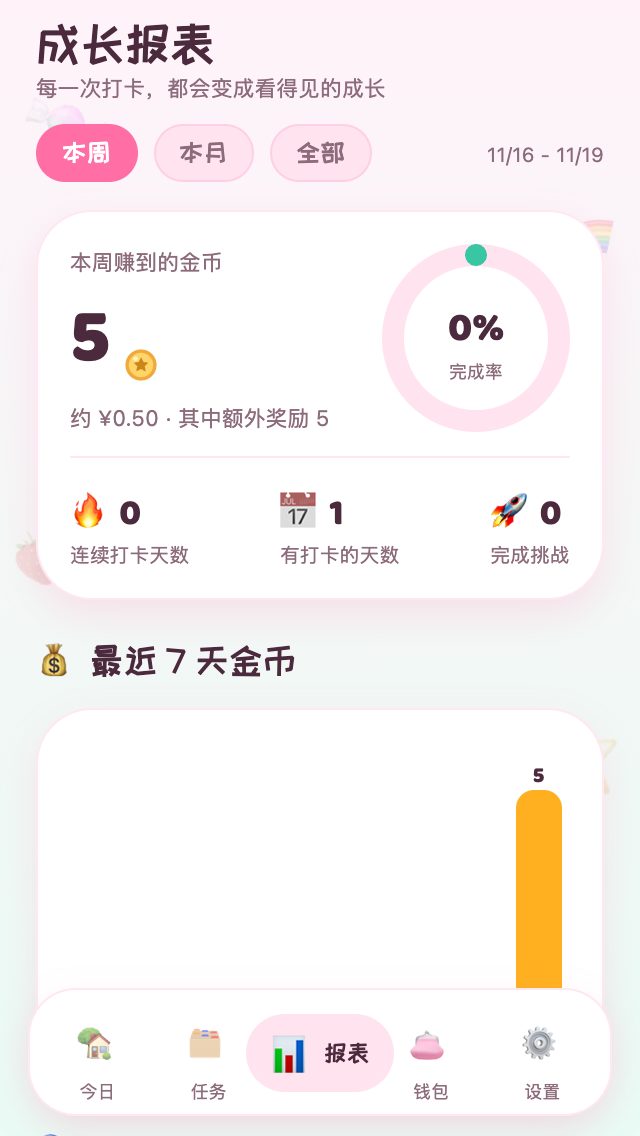 成长报表
每一次打卡，都会变成看得见的成长
本周 本月 全部 11/16 - 11/19
本周赚到的金币
5
0%
完成率
约 ¥0.50 · 其中额外奖励 5
0
连续打卡天数
JUL
17
1
有打卡的天数
0
完成挑战
最近 7 天金币
5
今日
任务
报表
钱包
设置